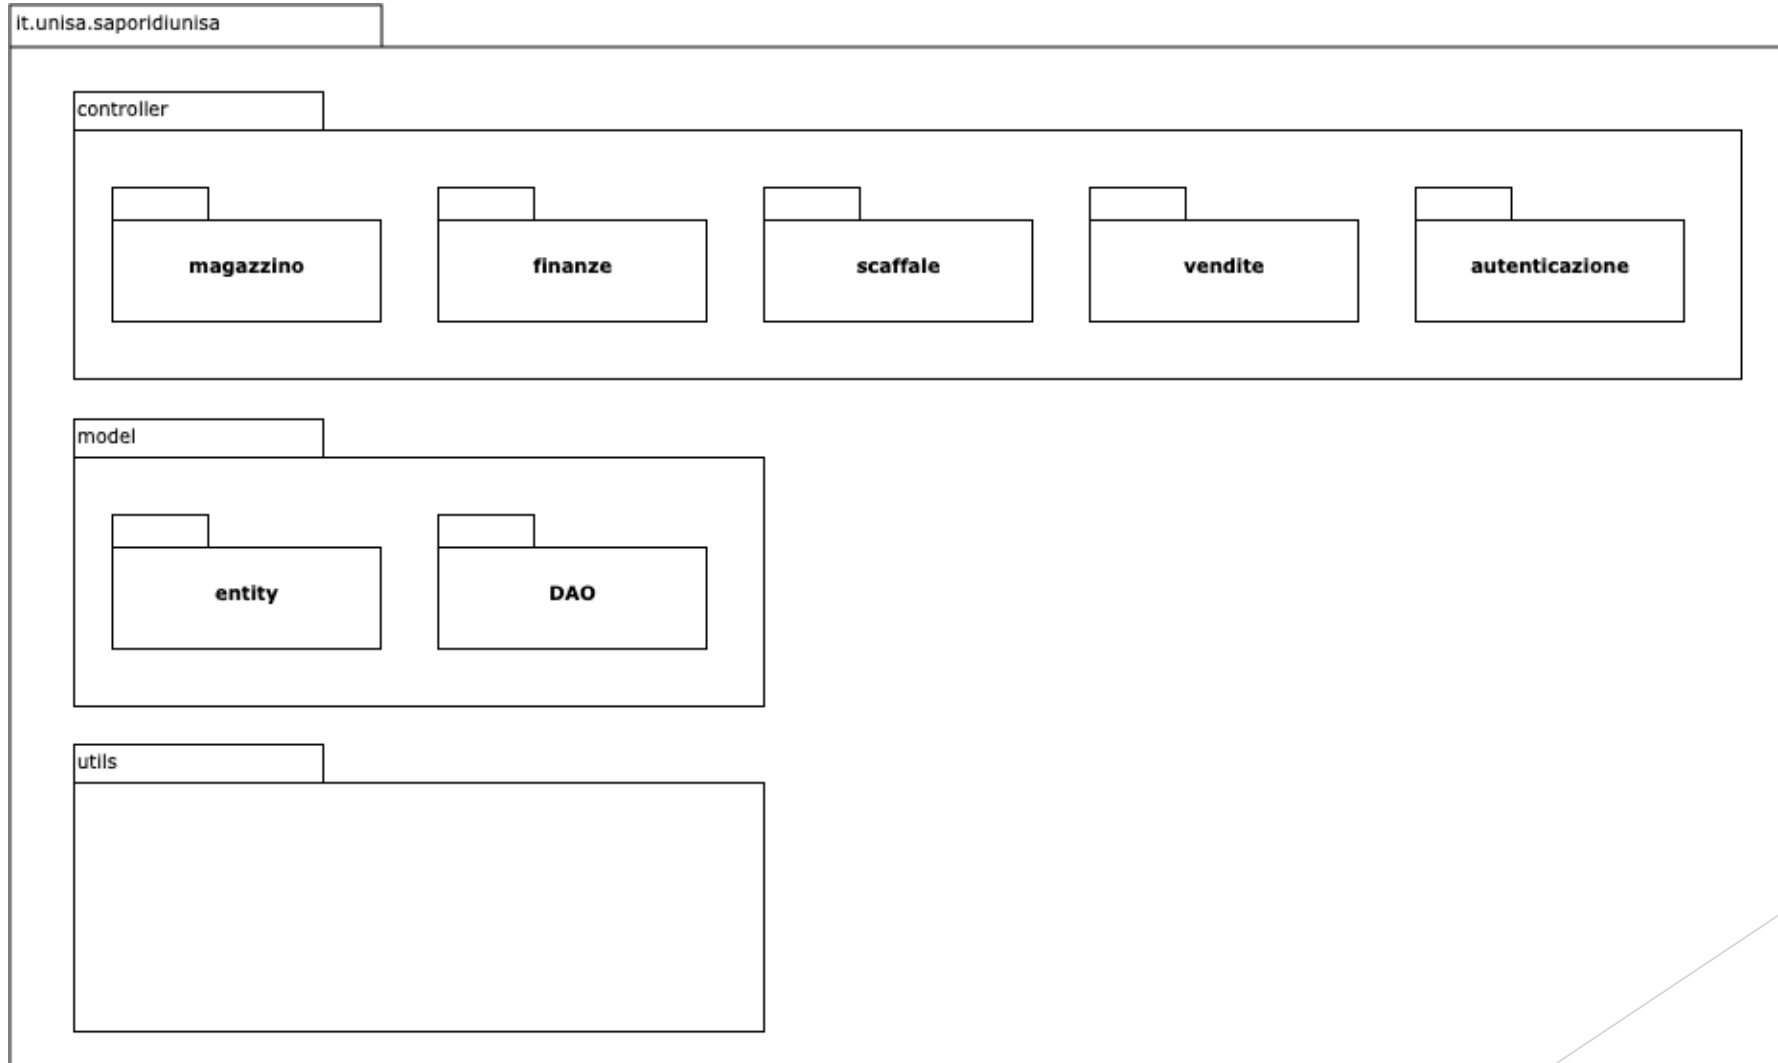 it.unisa.saporidiunisa
controller
magazzino
finanze
scaffale
vendite
autenticazione
model
entity
DAO
utils